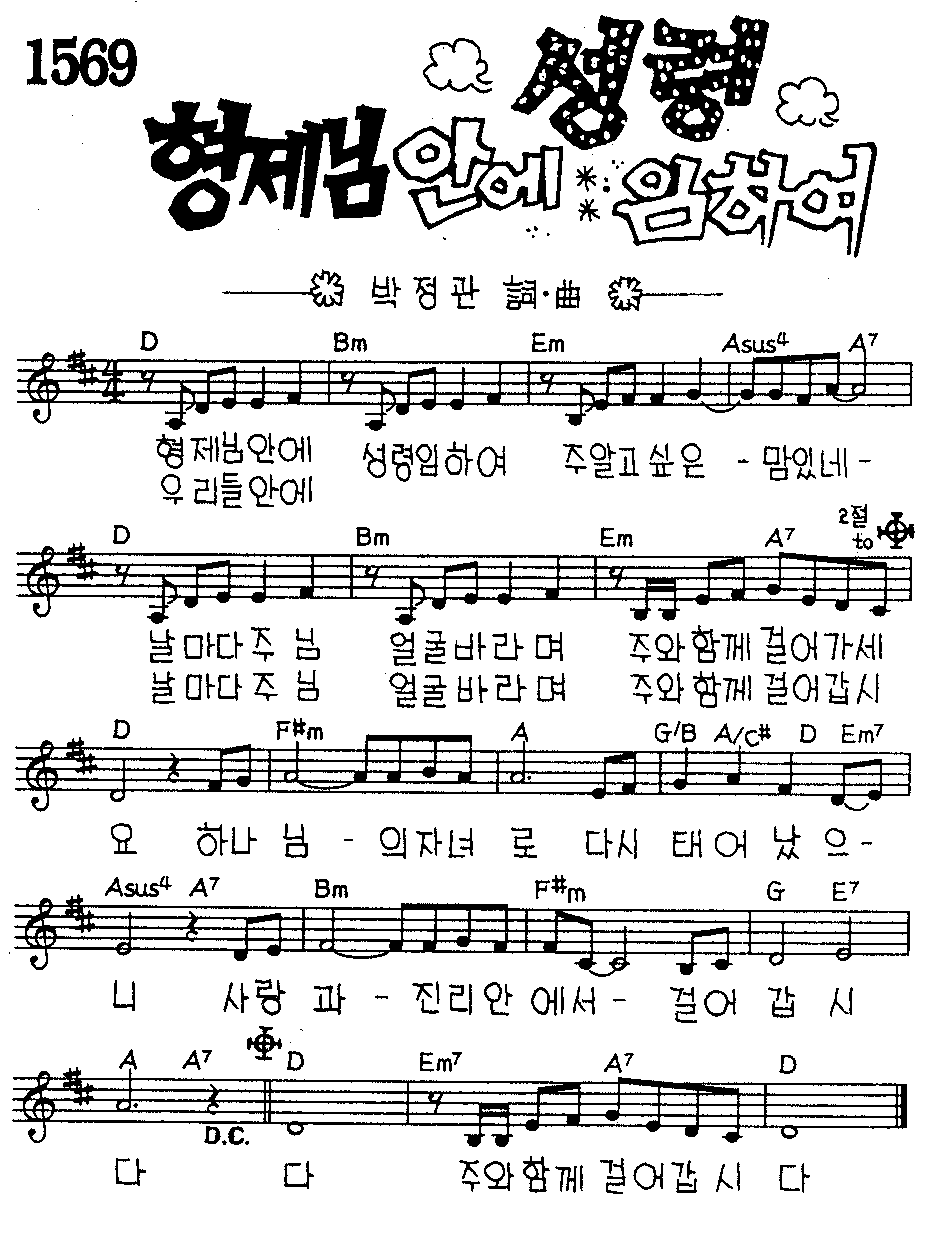 1569
형제님 안에 성령 임하여
박정관 詞·曲
D Bm Em Asus4 A7
형제님안에 성령임하여 주알고싶은 - 맘있네 -
우리들안에
2절 to
D Bm Em A7
날마다주님 얼굴바라며 주와함께걸어가세
날마다주님 얼굴바라며 주와함께걸어갑시
D F#m A G/B A/C# D Em7
요 하나님 - 의자녀로 다시 태어났으 -
Asus4 A7 Bm F#m G E7
니 사랑과 - 진리안에서 - 걸어갑시
A A7 D Em7 A7 D
D.C.
다 다 주와함께걸어갑시다